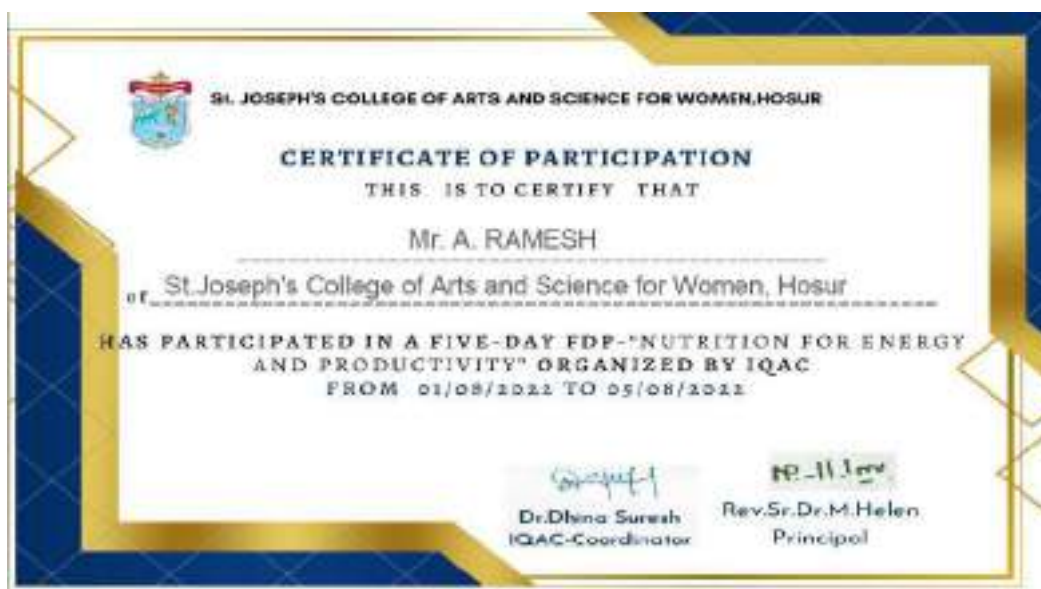 St. JOSEPH'S COLLEGE OF ARTS AND SCIENCE FOR WOMEN,HOSUR
CERTIFICATE OF PARTICIPATION
THIS IS TO CERTIFY THAT
Mr. A. RAMESH
of St.Joseph's College of Arts and Science for Women, Hosur
HAS PARTICIPATED IN A FIVE-DAY FDP-"NUTRITION FOR ENERGY
AND PRODUCTIVITY" ORGANIZED BY IQAC
FROM 01/08/2022 TO 05/08/2022
Dr.Dhina Suresh
IQAC-Coordinator
Rev.Sr.Dr.M.Helen
Principal